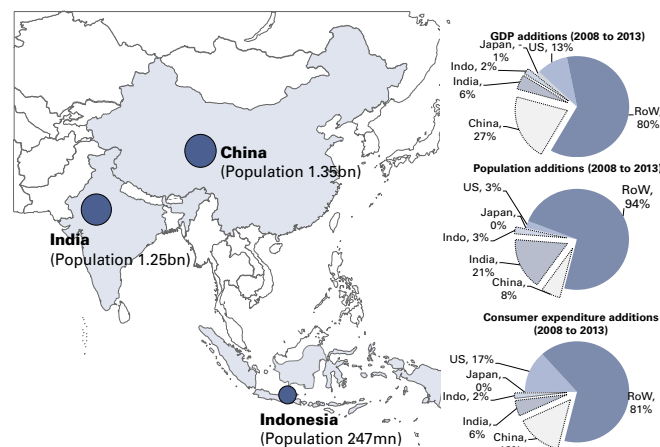 China
(Population 1.35bn)
India
(Population 1.25bn)
Indonesia
(Population 247mn)
GDP additions (2008 to 2013)
Japan, -
1%
US, 13%
Indo, 2%
India,
6%
China,
27%
RoW,
80%
Population additions (2008 to 2013)
US, 3%
Japan,
0%
Indo, 3%
India,
21%
China,
8%
RoW,
94%
Consumer expenditure additions
(2008 to 2013)
US, 17%
Japan,
0%
Indo, 2%
India,
6%
China,
RoW,
81%